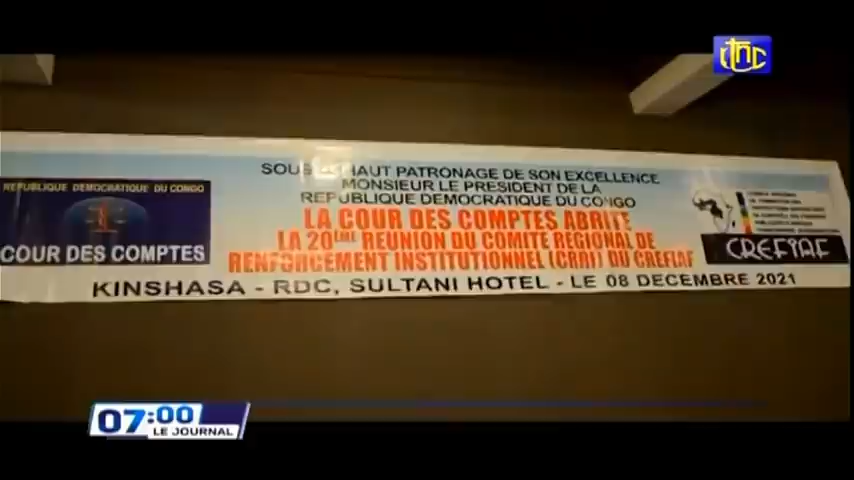 RTNC
SOUS LE HAUT PATRONAGE DE SON EXCELLENCE
MONSIEUR LE PRESIDENT DE LA
REPUBLIQUE DEMOCRATIQUE DU CONGO
LA COUR DES COMPTES ABRITE
LA 20ÈME REUNION DU COMITE REGIONAL DE
RENFORCEMENT INSTITUTIONNEL (CRRI) DU CREFIAF
KINSHASA - RDC, SULTANI HOTEL - LE 08 DECEMBRE 2021
REPUBLIQUE DEMOCRATIQUE DU CONGO
COUR DES COMPTES
CREFIAF
07:00
LE JOURNAL